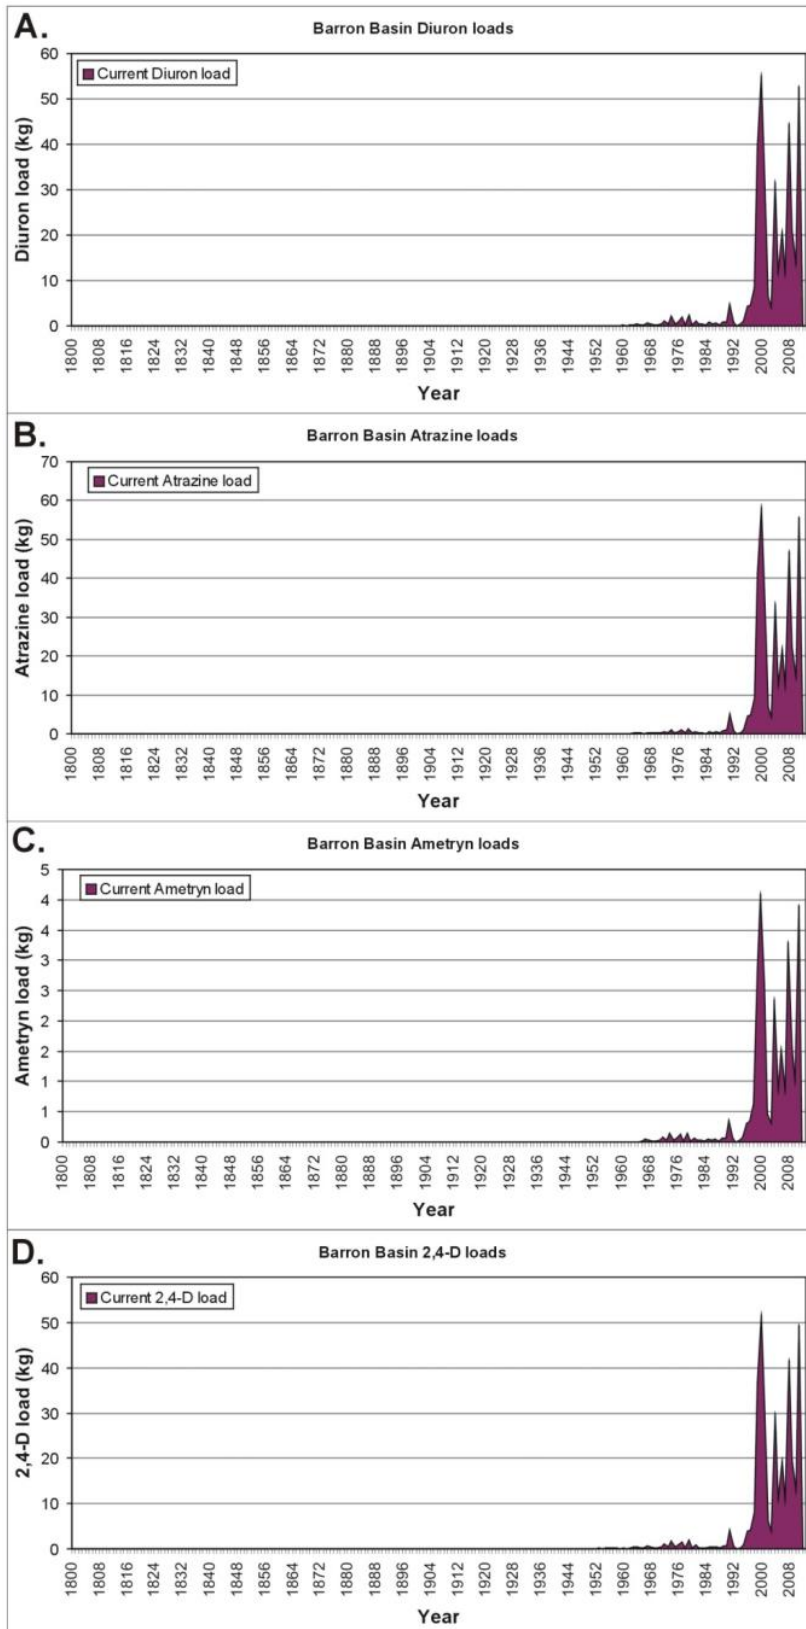 A.
Barron Basin Diuron loads
Current Diuron load
Diuron load (kg)
60
50
40
30
20
10
0
1800 1808 1816 1824 1832 1840 1848 1856 1864 1872 1880 1888 1896 1904 1912 1920 1928 1936 1944 1952 1960 1968 1976 1984 1992 2000 2008
Year
B.
Barron Basin Atrazine loads
Current Atrazine load
Atrazine load (kg)
70
60
50
40
30
20
10
0
1800 1808 1816 1824 1832 1840 1848 1856 1864 1872 1880 1888 1896 1904 1912 1920 1928 1936 1944 1952 1960 1968 1976 1984 1992 2000 2008
Year
C.
Barron Basin Ametryn loads
Current Ametryn load
Ametryn load (kg)
5
4
4
3
3
2
2
1
1
0
1800 1808 1816 1824 1832 1840 1848 1856 1864 1872 1880 1888 1896 1904 1912 1920 1928 1936 1944 1952 1960 1968 1976 1984 1992 2000 2008
Year
D.
Barron Basin 2,4-D loads
Current 2,4-D load
2,4-D load (kg)
60
50
40
30
20
10
0
1800 1808 1816 1824 1832 1840 1848 1856 1864 1872 1880 1888 1896 1904 1912 1920 1928 1936 1944 1952 1960 1968 1976 1984 1992 2000 2008
Year